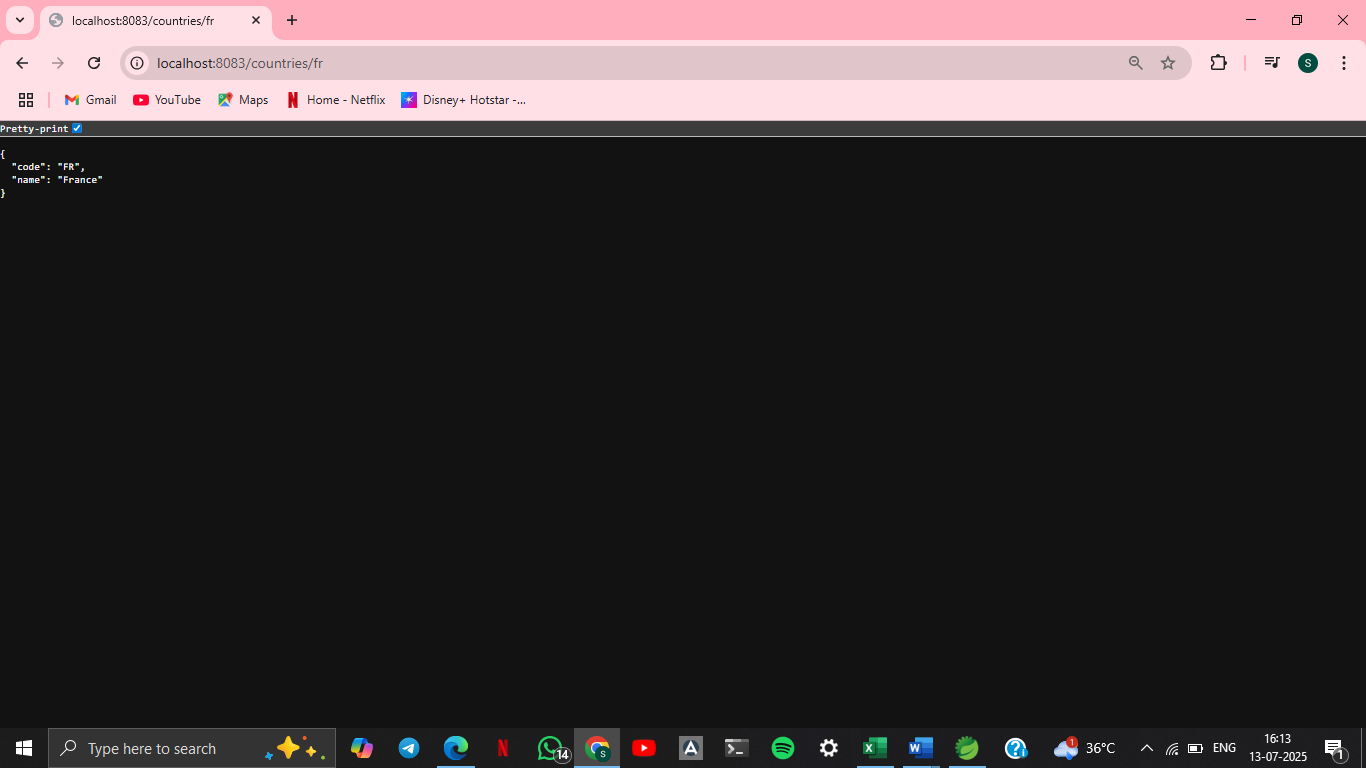 localhost:8083/countries/fr
localhost:8083/countries/fr
S
Gmail
YouTube
Maps
Home - Netflix
Disney+ Hotstar -...
Pretty-print
{
"code": "FR",
"name": "France"
}
Type here to search
14
S
1
36°C
ENG
16:13
13-07-2025
1